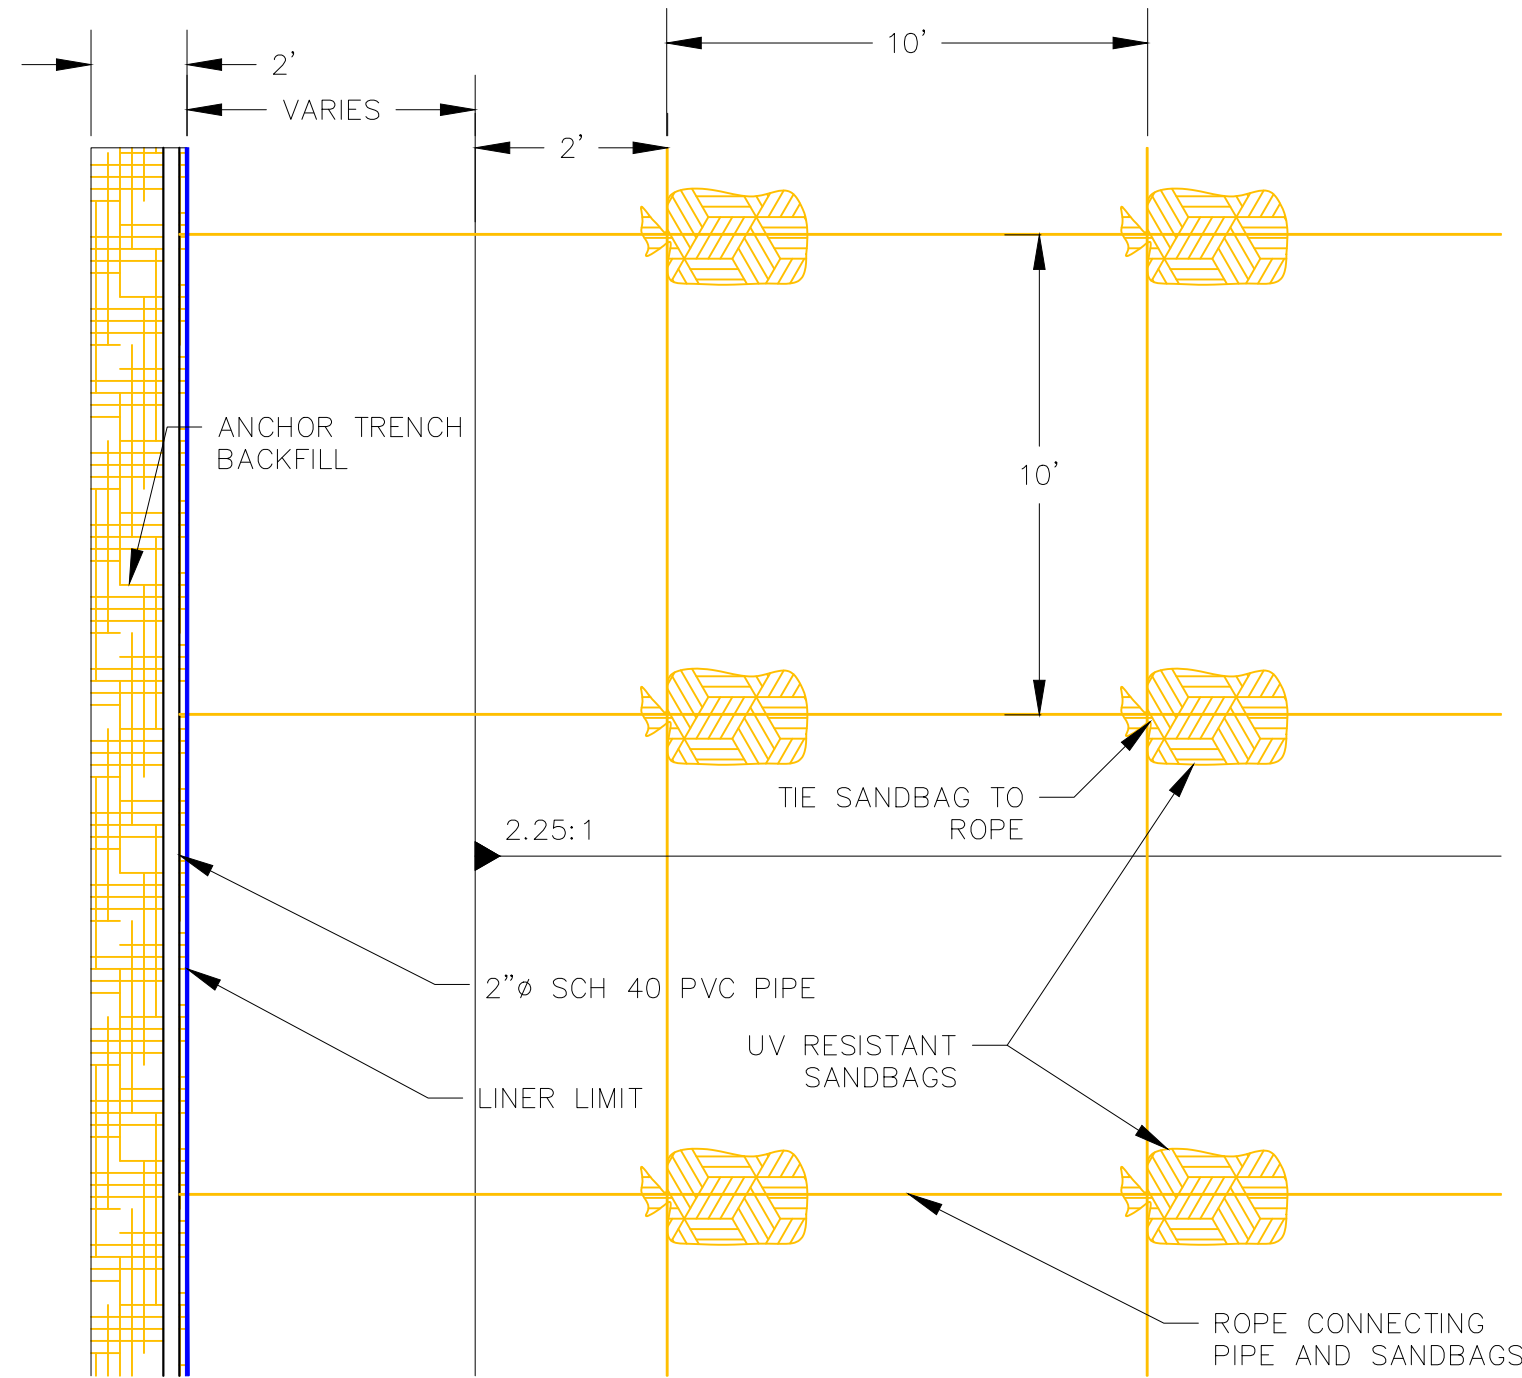 10'
2'
VARIES
2'
ANCHOR TRENCH
BACKFILL
10'
TIE SANDBAG TO
ROPE
2.25:1
2"ø SCH 40 PVC PIPE
UV RESISTANT
SANDBAGS
LINER LIMIT
ROPE CONNECTING
PIPE AND SANDBAGS